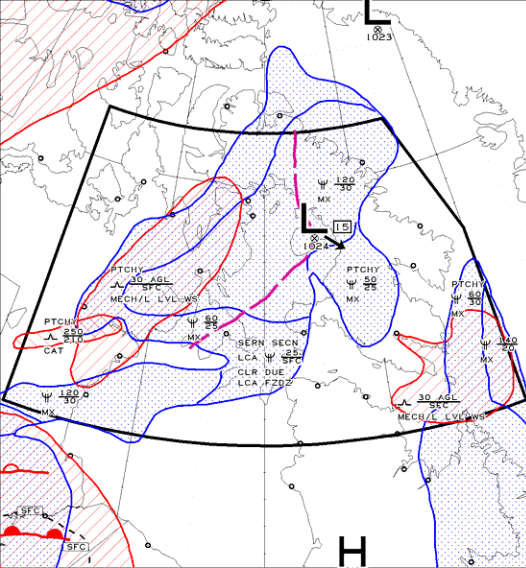 L
1023
120
30
MX
L
15
1024
PTCHY
30 AGL
SFC
MECH/L LVL WS
PTCHY
50
25
MX
PTCHY
60
30
MX
PTCHY
250
210
CAT
60
25
MX
SERN SECN
LCA 25
SFC
CLR DUE
LCA FZDZ
140
20
MX
120
30
MX
30 AGL
SFC
MECH/L LVL WS
SFC
SFC
H